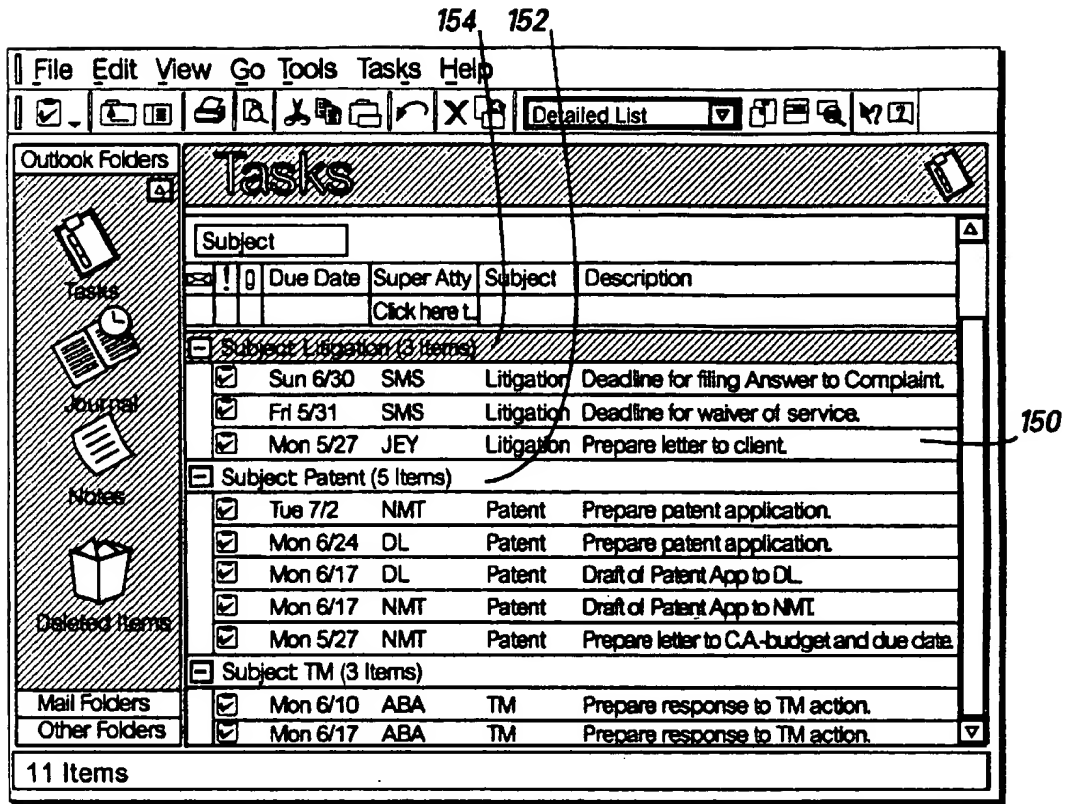 154 152
File Edit View Go Tools Tasks Help
Detailed List
Outlook Folders
Tasks
Tasks
Journal
Notes
Deleted Items
Mail Folders
Other Folders
Subject
! Due Date Super Atty Subject Description
Click here t...
Subject: Litigation (3 Items)
Sun 6/30 SMS Litigation Deadline for filing Answer to Complaint.
Fri 5/31 SMS Litigation Deadline for waiver of service.
Mon 5/27 JEY Litigation Prepare letter to client.
150
Subject: Patent (5 Items)
Tue 7/2 NMT Patent Prepare patent application.
Mon 6/24 DL Patent Prepare patent application.
Mon 6/17 DL Patent Draft of Patent App to DL.
Mon 6/17 NMT Patent Draft of Patent App to NMT.
Mon 5/27 NMT Patent Prepare letter to C.A.-budget and due date.
Subject: TM (3 Items)
Mon 6/10 ABA TM Prepare response to TM action.
Mon 6/17 ABA TM Prepare response to TM action.
11 Items